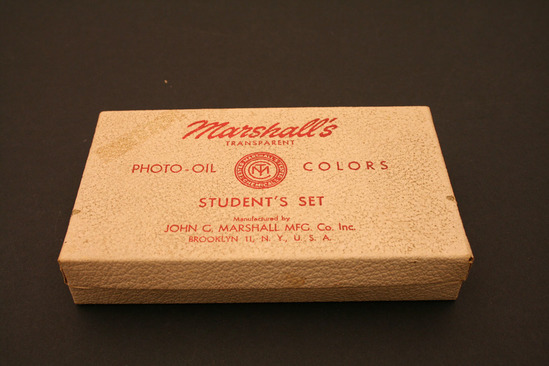 Marshall's
TRANSPARENT
PHOTO-OIL COLORS
STUDENT'S SET
Manufactured by
JOHN G. MARSHALL MFG. Co. Inc.
BROOKLYN 11, N. Y., U. S. A.